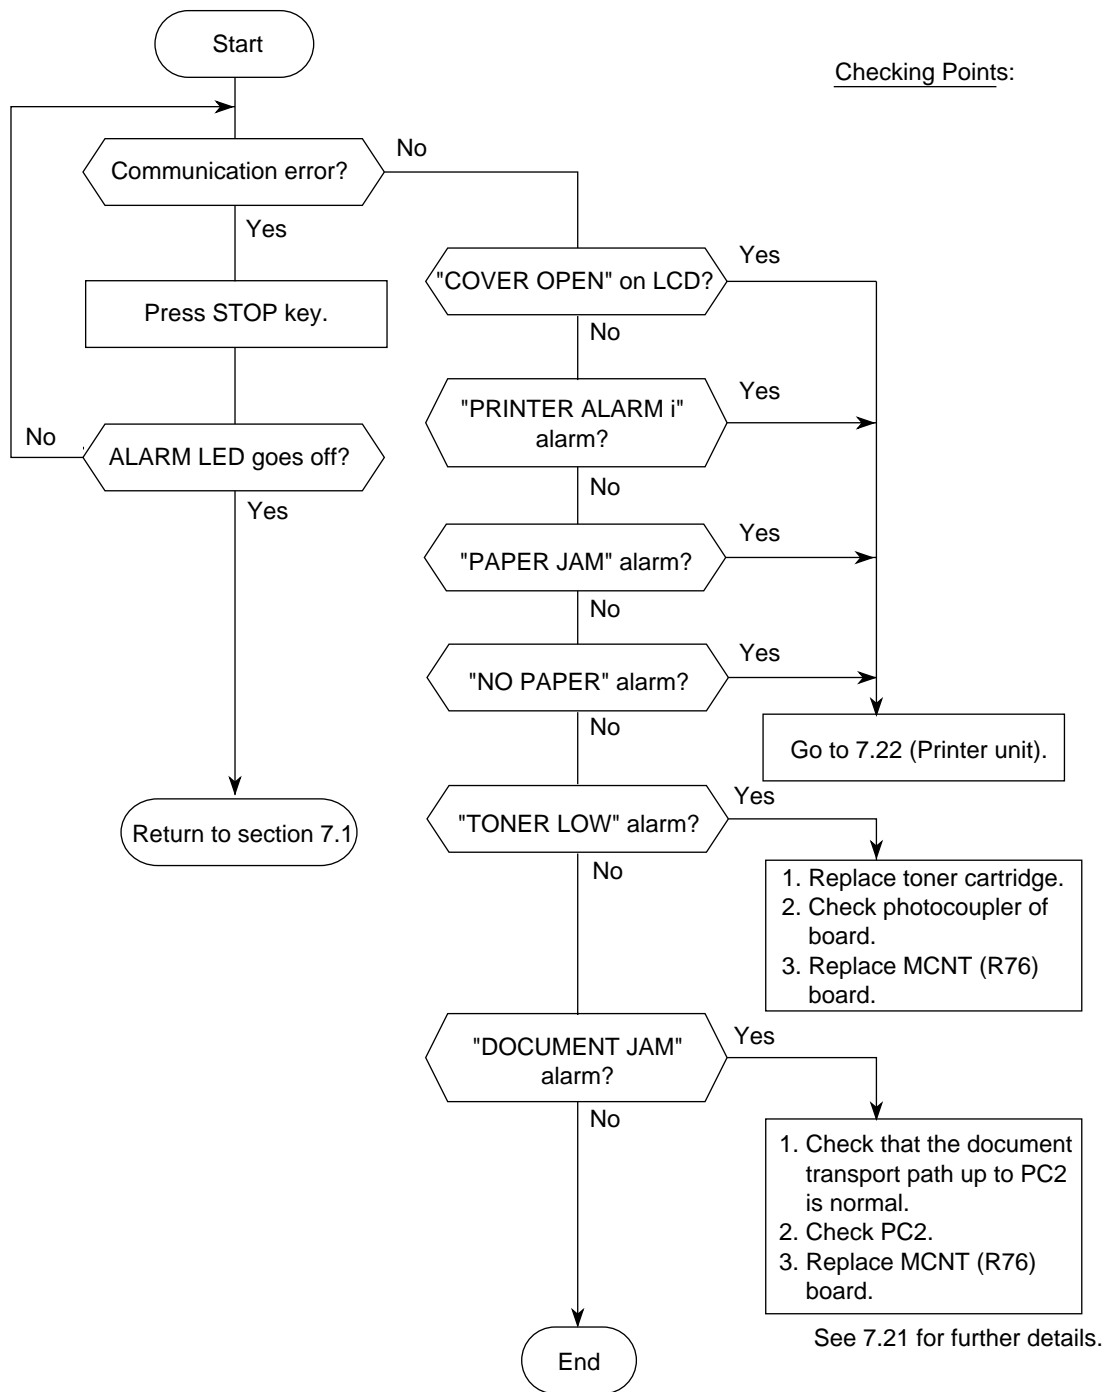 Start
Checking Points:
Communication error?
No
Yes
Press STOP key.
No
ALARM LED goes off?
Yes
Return to section 7.1
"COVER OPEN" on LCD?
Yes
No
"PRINTER ALARM i"
alarm?
Yes
No
"PAPER JAM" alarm?
Yes
No
"NO PAPER" alarm?
Yes
No
Go to 7.22 (Printer unit).
"TONER LOW" alarm?
Yes
No
1. Replace toner cartridge.
2. Check photocoupler of
board.
3. Replace MCNT (R76)
board.
"DOCUMENT JAM"
alarm?
Yes
No
1. Check that the document
transport path up to PC2
is normal.
2. Check PC2.
3. Replace MCNT (R76)
board.
See 7.21 for further details.
End